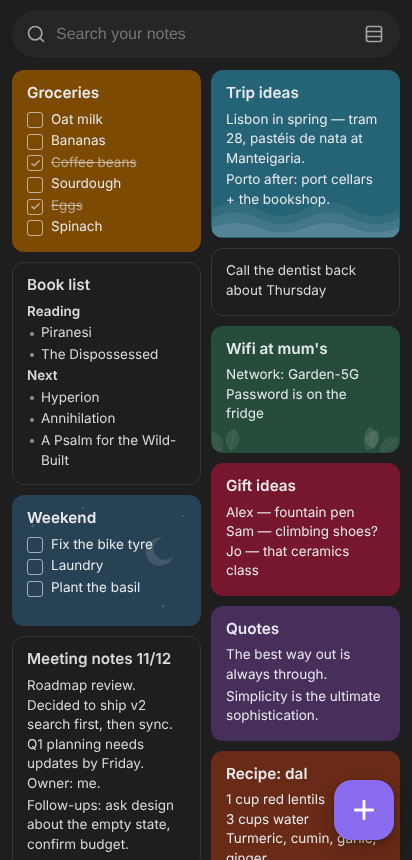 Search your notes
Groceries
Oat milk
Bananas
Coffee beans
Sourdough
Eggs
Spinach
Book list
Reading
Piranesi
The Dispossessed
Next
Hyperion
Annihilation
A Psalm for the Wild-
Built
Weekend
Fix the bike tyre
Laundry
Plant the basil
Meeting notes 11/12
Roadmap review.
Decided to ship v2
search first, then sync.
Q1 planning needs
updates by Friday.
Owner: me.
Follow-ups: ask design
about the empty state,
confirm budget.
Trip ideas
Lisbon in spring — tram
28, pastéis de nata at
Manteigaria.
Porto after: port cellars
+ the bookshop.
Call the dentist back
about Thursday
Wifi at mum's
Network: Garden-5G
Password is on the
fridge
Gift ideas
Alex — fountain pen
Sam — climbing shoes?
Jo — that ceramics
class
Quotes
The best way out is
always through.
Simplicity is the ultimate
sophistication.
Recipe: dal
1 cup red lentils
3 cups water
Turmeric, cumin, garlic,
ginger